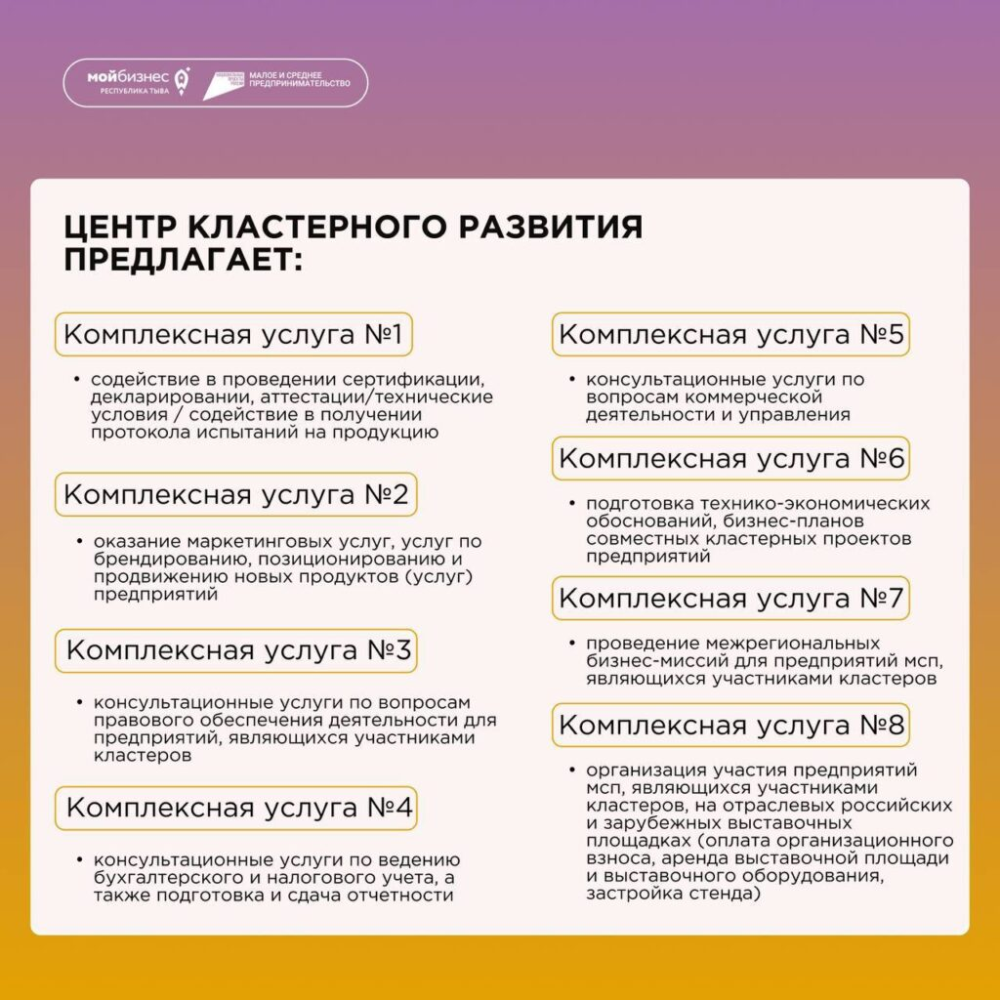 мойбизнес
РЕСПУБЛИКА ТЫВА
НАЦИОНАЛЬНЫЕ
ПРОЕКТЫ
РОССИИ
МАЛОЕ И СРЕДНЕЕ
ПРЕДПРИНИМАТЕЛЬСТВО
ЦЕНТР КЛАСТЕРНОГО РАЗВИТИЯ
ПРЕДЛАГАЕТ:
Комплексная услуга №1
• содействие в проведении сертификации,
декларировании, аттестации/технические
условия / содействие в получении
протокола испытаний на продукцию
Комплексная услуга №2
• оказание маркетинговых услуг, услуг по
брендированию, позиционированию и
продвижению новых продуктов (услуг)
предприятий
Комплексная услуга №3
• консультационные услуги по вопросам
правового обеспечения деятельности для
предприятий, являющихся участниками
кластеров
Комплексная услуга №4
• консультационные услуги по ведению
бухгалтерского и налогового учета, а
также подготовка и сдача отчетности
Комплексная услуга №5
• консультационные услуги по
вопросам коммерческой
деятельности и управления
Комплексная услуга №6
• подготовка технико-экономических
обоснований, бизнес-планов
совместных кластерных проектов
предприятий
Комплексная услуга №7
• проведение межрегиональных
бизнес-миссий для предприятий мсп,
являющихся участниками кластеров
Комплексная услуга №8
• организация участия предприятий
мсп, являющихся участниками
кластеров, на отраслевых российских
и зарубежных выставочных
площадках (оплата организационного
взноса, аренда выставочной площади
и выставочного оборудования,
застройка стенда)